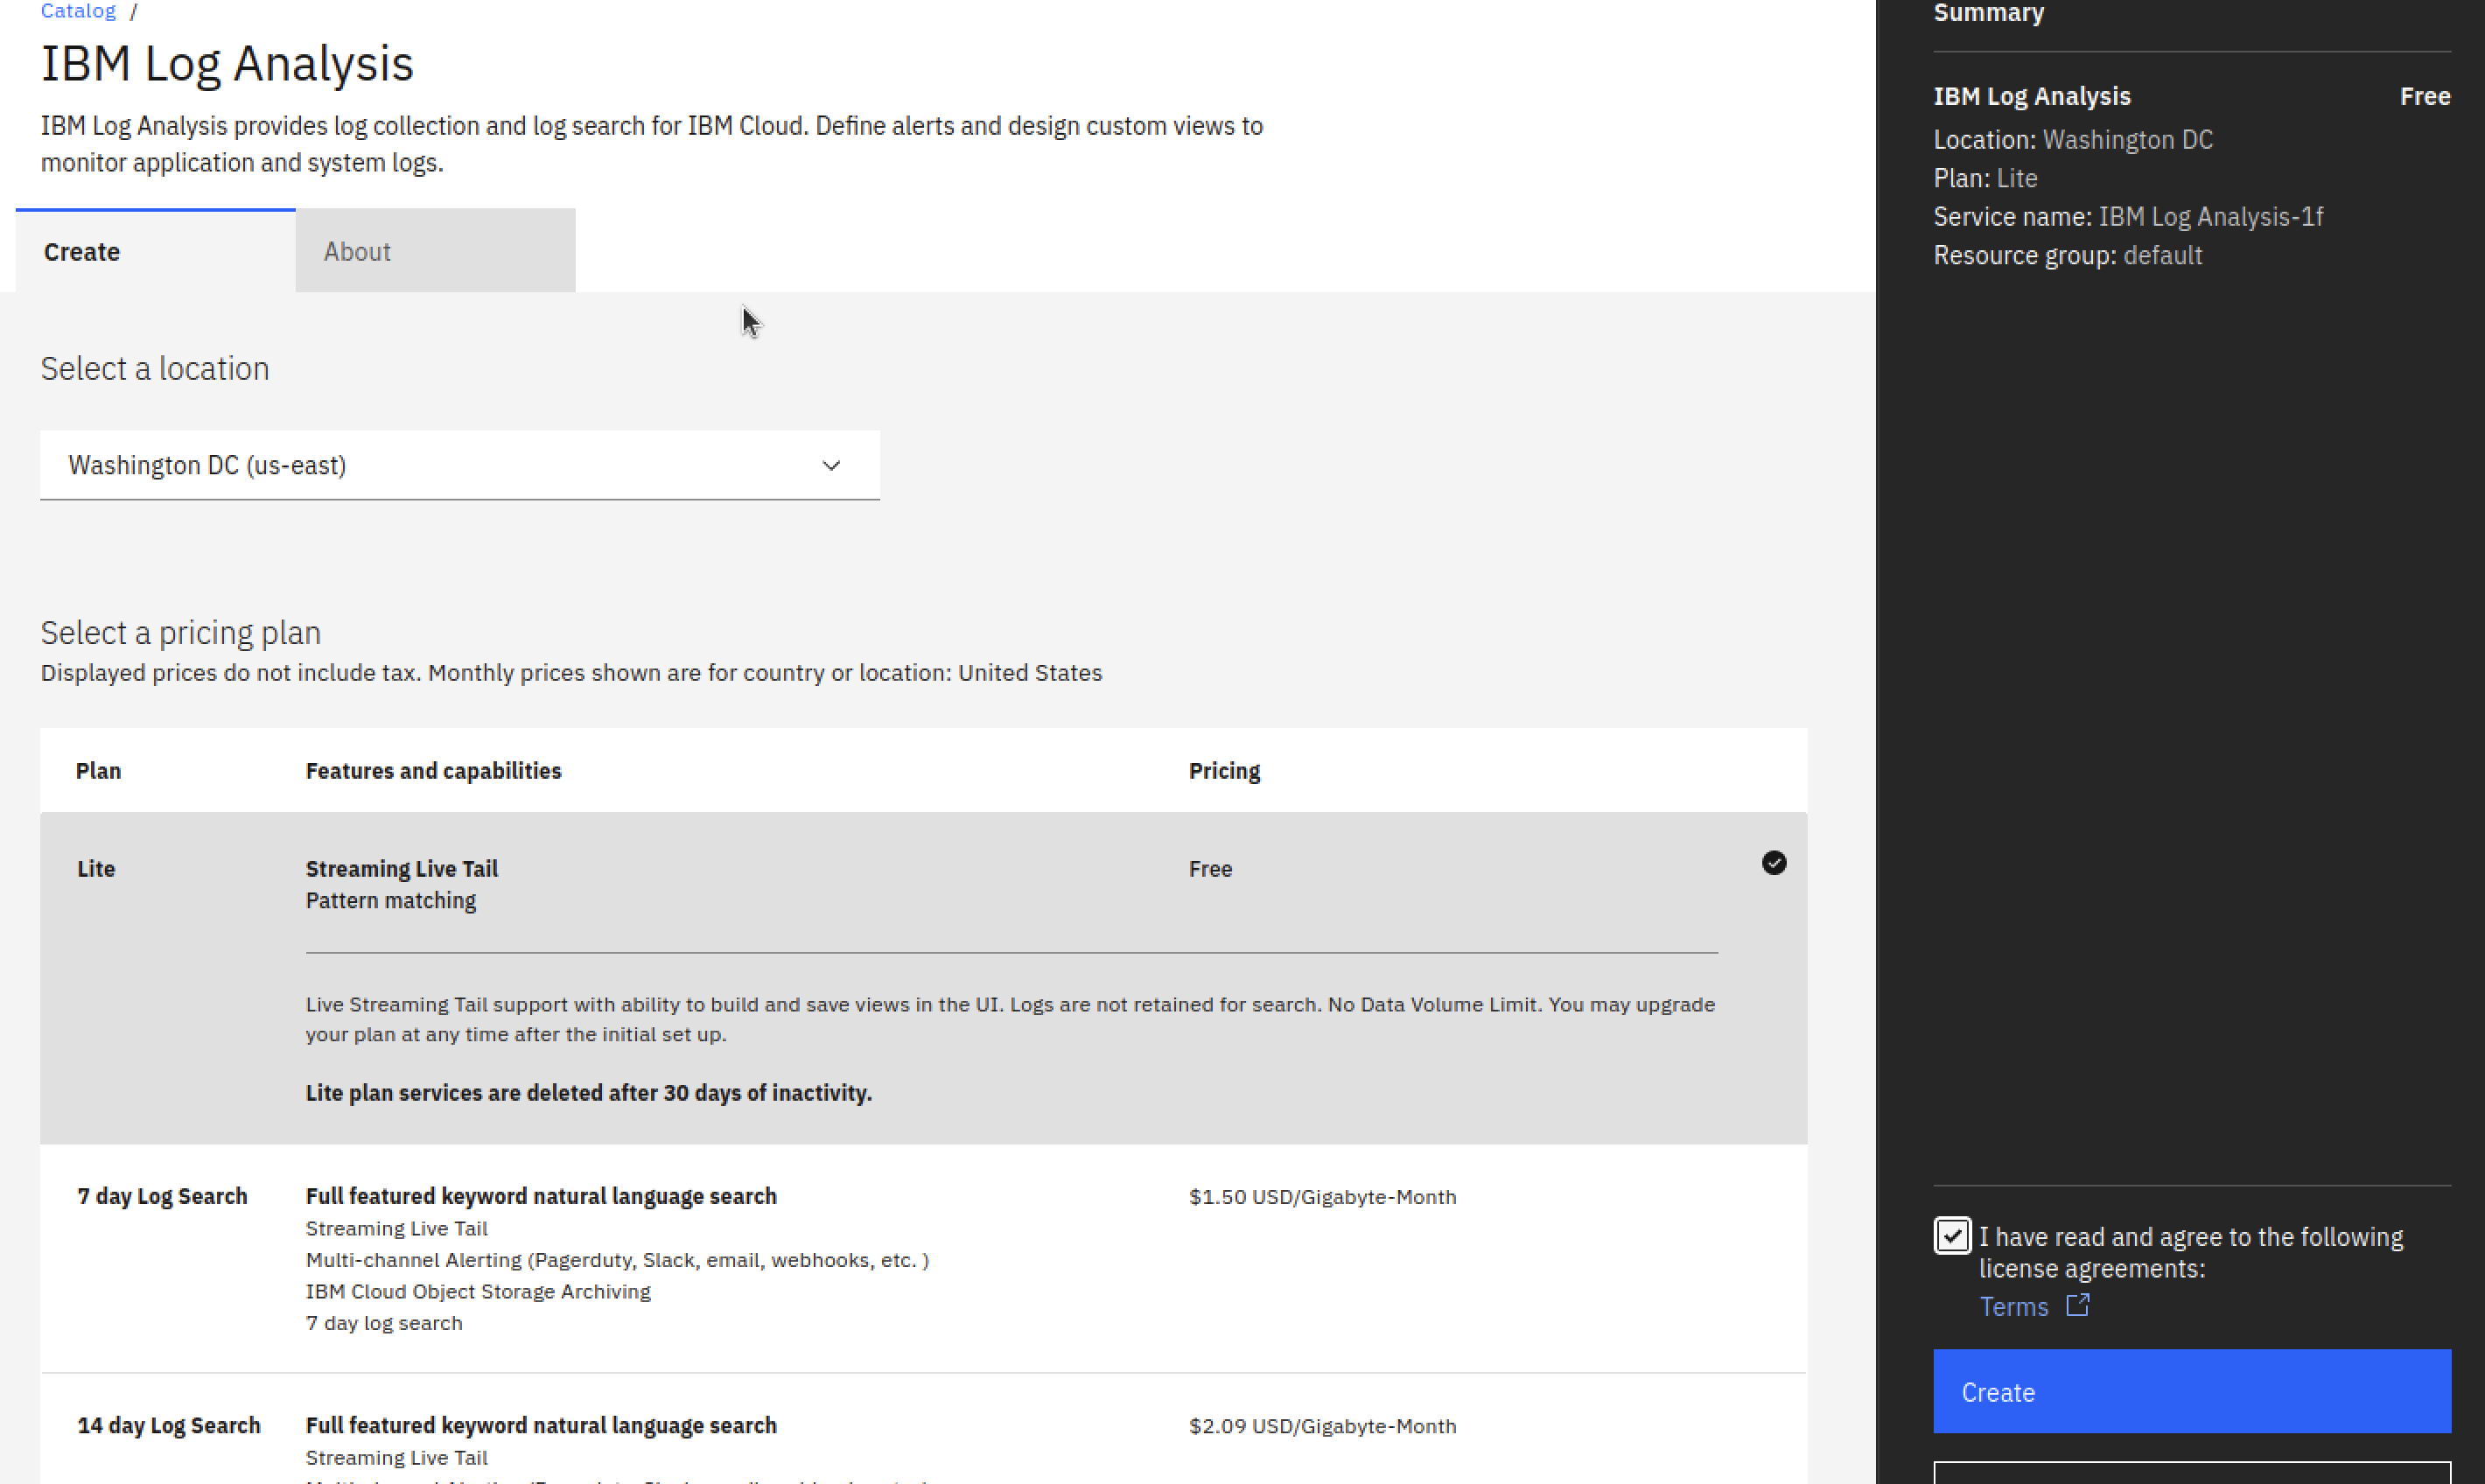 Catalog /
IBM Log Analysis
IBM Log Analysis provides log collection and log search for IBM Cloud. Define alerts and design custom views to
monitor application and system logs.
Create
About
Select a location
Washington DC (us-east)
Select a pricing plan
Displayed prices do not include tax. Monthly prices shown are for country or location: United States
Plan Features and capabilities Pricing
Lite Streaming Live Tail Free
Pattern matching
Live Streaming Tail support with ability to build and save views in the UI. Logs are not retained for search. No Data Volume Limit. You may upgrade
your plan at any time after the initial set up.
Lite plan services are deleted after 30 days of inactivity.
7 day Log Search Full featured keyword natural language search $1.50 USD/Gigabyte-Month
Streaming Live Tail
Multi-channel Alerting (Pagerduty, Slack, email, webhooks, etc. )
IBM Cloud Object Storage Archiving
7 day log search
14 day Log Search Full featured keyword natural language search $2.09 USD/Gigabyte-Month
Streaming Live Tail
Summary
IBM Log Analysis Free
Location: Washington DC
Plan: Lite
Service name: IBM Log Analysis-1f
Resource group: default
I have read and agree to the following
license agreements:
Terms
Create